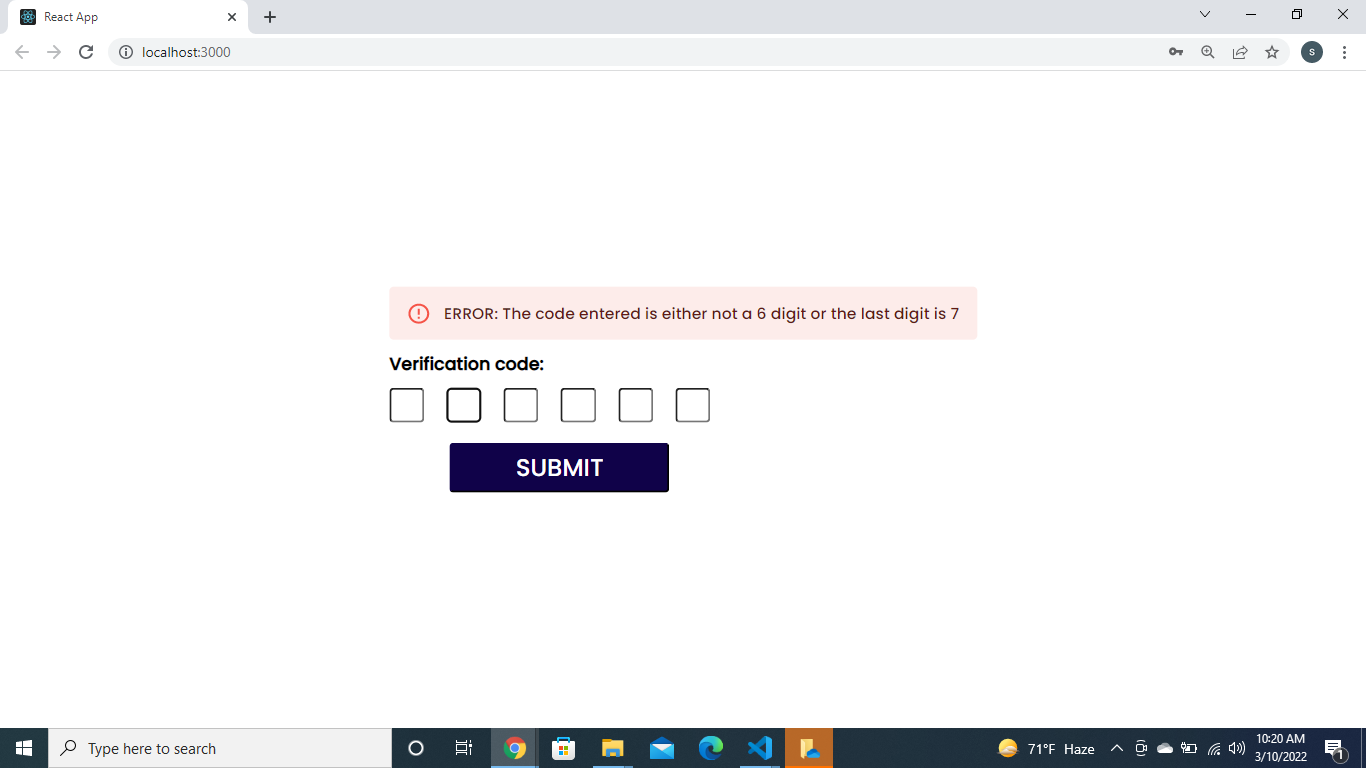 React App
localhost:3000
S
ERROR: The code entered is either not a 6 digit or the last digit is 7
Verification code:
SUBMIT
Type here to search
71°F Haze
10:20 AM
3/10/2022
1